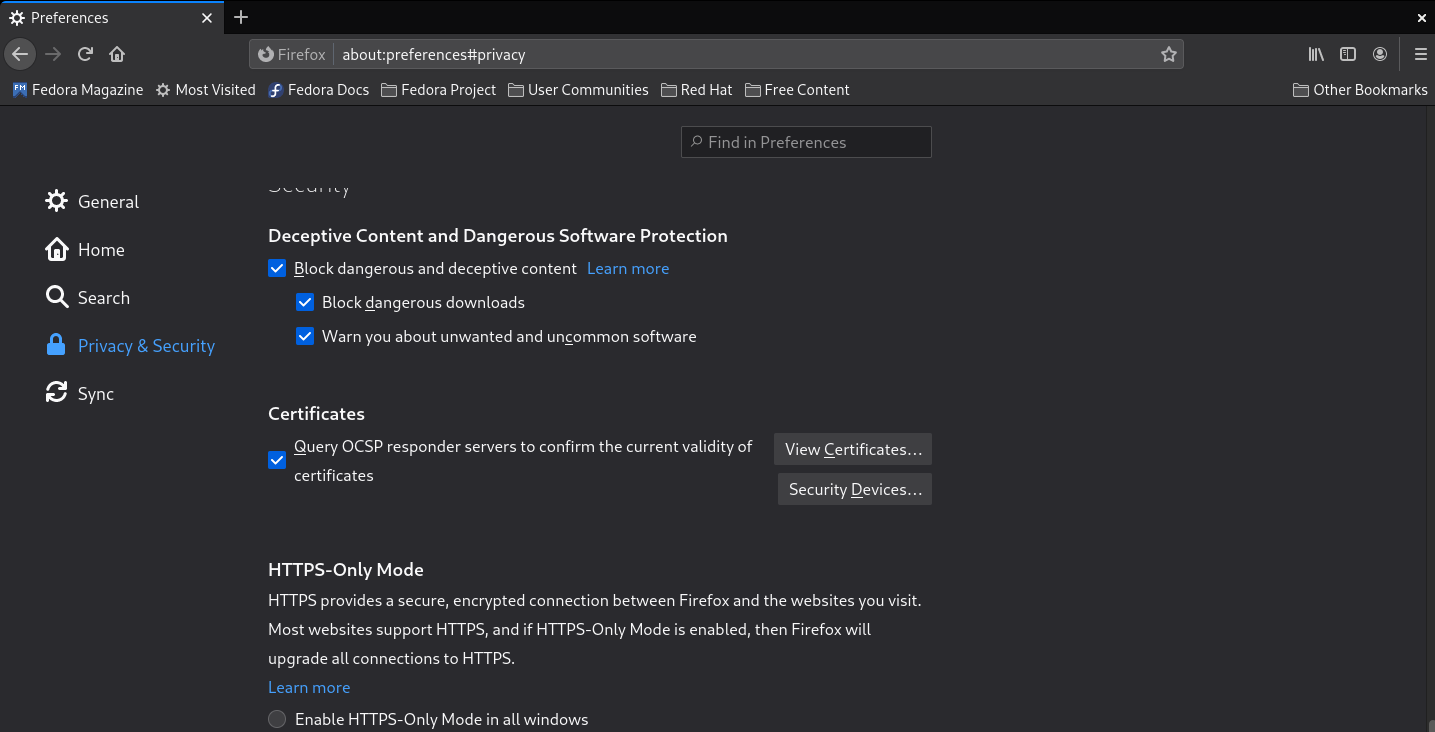 Preferences
Firefox about:preferences#privacy
Fedora Magazine Most Visited Fedora Docs Fedora Project User Communities Red Hat Free Content Other Bookmarks
Find in Preferences
General
Home
Search
Privacy & Security
Sync
Security
Deceptive Content and Dangerous Software Protection
Block dangerous and deceptive content Learn more
Block dangerous downloads
Warn you about unwanted and uncommon software
Certificates
Query OCSP responder servers to confirm the current validity of
certificates
View Certificates…
Security Devices…
HTTPS-Only Mode
HTTPS provides a secure, encrypted connection between Firefox and the websites you visit.
Most websites support HTTPS, and if HTTPS-Only Mode is enabled, then Firefox will
upgrade all connections to HTTPS.
Learn more
Enable HTTPS-Only Mode in all windows